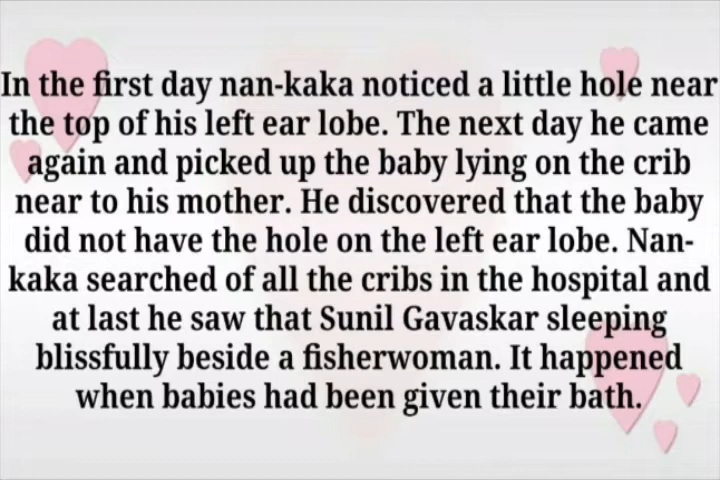 In the first day nan-kaka noticed a little hole near
the top of his left ear lobe. The next day he came
again and picked up the baby lying on the crib
near to his mother. He discovered that the baby
did not have the hole on the left ear lobe. Nan-
kaka searched of all the cribs in the hospital and
at last he saw that Sunil Gavaskar sleeping
blissfully beside a fisherwoman. It happened
when babies had been given their bath.